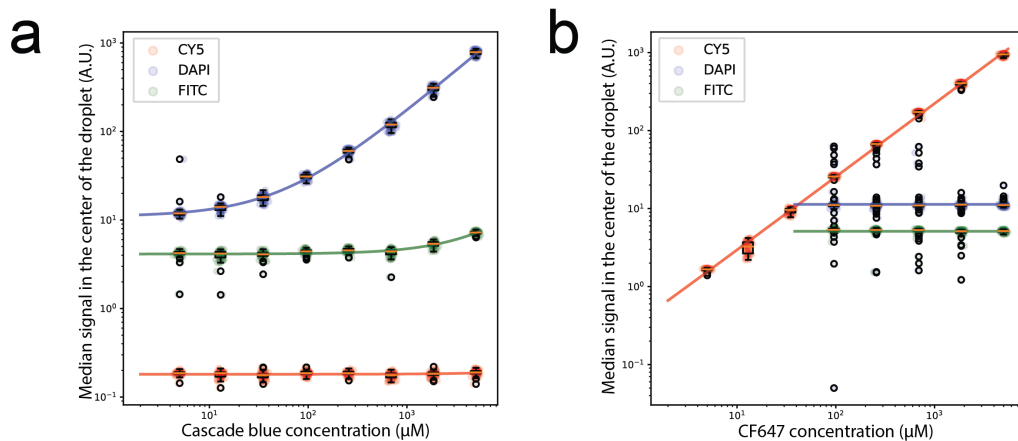 a
Median signal in the center of the droplet (A.U.)
10³
10²
10¹
10⁰
10⁻¹
CY5
DAPI
FITC
10¹ 10² 10³
Cascade blue concentration (µM)
b
Median signal in the center of the droplet (A.U.)
10³
10²
10¹
10⁰
10⁻¹
CY5
DAPI
FITC
10¹ 10² 10³
CF647 concentration (µM)